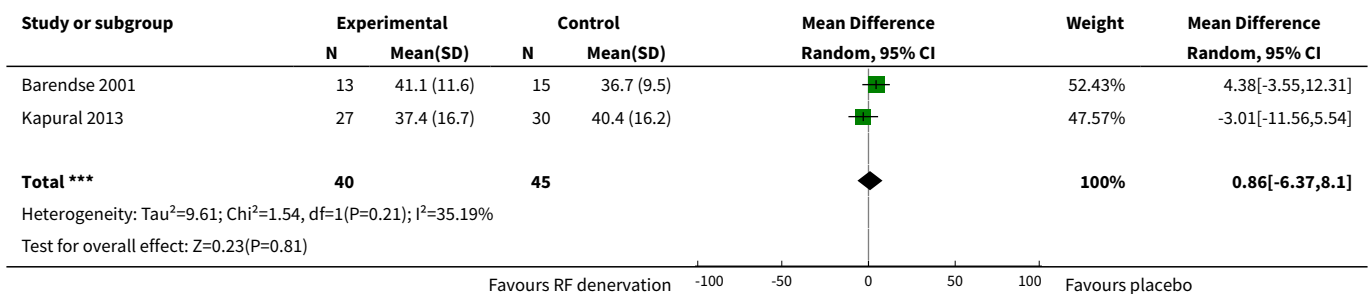 Study or subgroup Experimental Control Mean Difference Weight Mean Difference
N Mean(SD) N Mean(SD) Random, 95% CI Random, 95% CI
Barendse 2001 13 41.1 (11.6) 15 36.7 (9.5) 52.43% 4.38[-3.55,12.31]
Kapural 2013 27 37.4 (16.7) 30 40.4 (16.2) 47.57% -3.01[-11.56,5.54]
Total *** 40 45 100% 0.86[-6.37,8.1]
Heterogeneity: Tau²=9.61; Chi²=1.54, df=1(P=0.21); I²=35.19%
Test for overall effect: Z=0.23(P=0.81)
Favours RF denervation -100 -50 0 50 100 Favours placebo